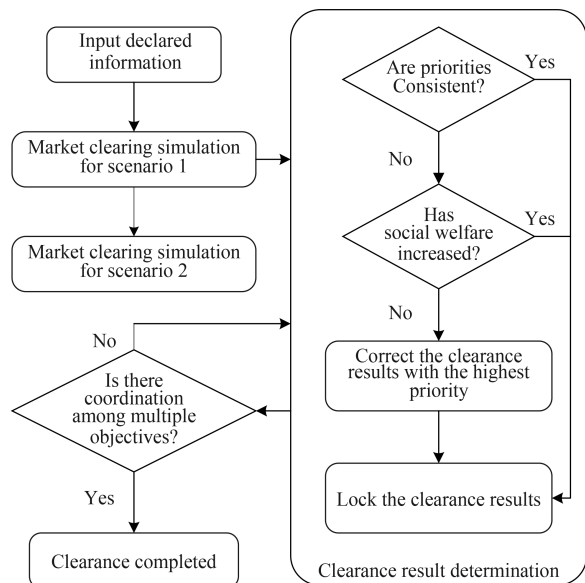 Input declared
information
Market clearing simulation
for scenario 1
Market clearing simulation
for scenario 2
No
Is there
coordination
among multiple
objectives?
Yes
Clearance completed
Are priorities
Consistent?
Yes
No
Has
social welfare
increased?
Yes
No
Correct the clearance
results with the highest
priority
Lock the clearance results
Clearance result determination